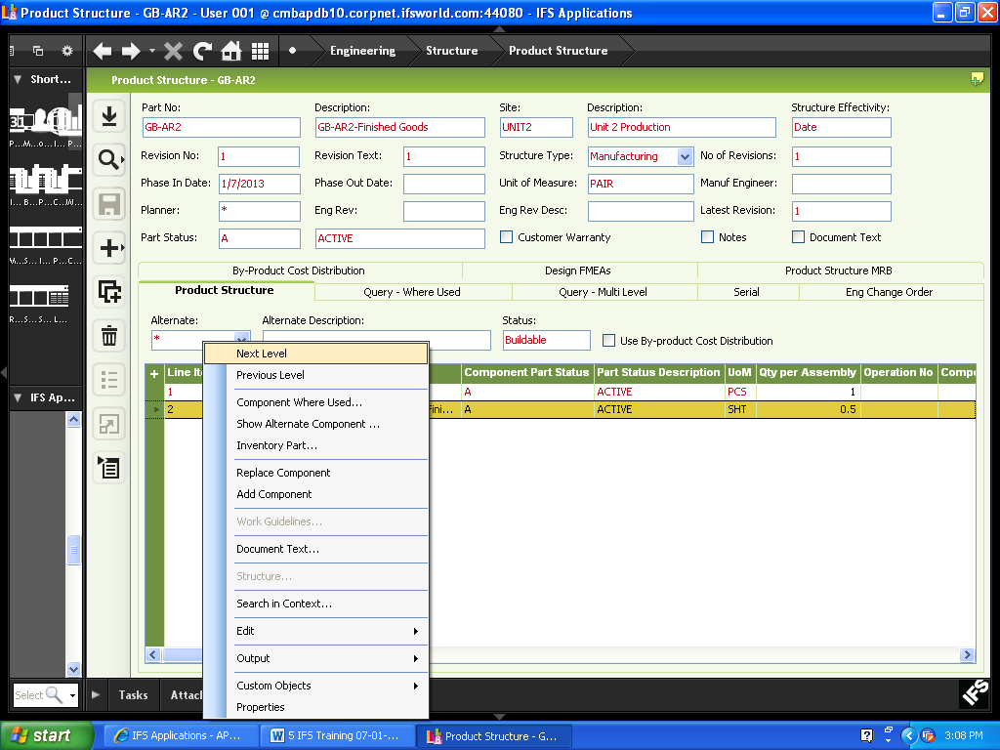 Product Structure - GB-AR2 - User 001 @ cmbapdb10.corpnet.ifsworld.com:44080 - IFS Applications
Engineering Structure Product Structure
Short...
Product Structure - GB-AR2
Part No: Description: Site: Description: Structure Effectivity:
GB-AR2 GB-AR2-Finished Goods UNIT2 Unit 2 Production Date
Revision No: 1 Revision Text: 1 Structure Type: Manufacturing No of Revisions: 1
Phase In Date: 1/7/2013 Phase Out Date: Unit of Measure: PAIR Manuf Engineer:
Planner: * Eng Rev: Eng Rev Desc: Latest Revision: 1
Part Status: A ACTIVE Customer Warranty Notes Document Text
By-Product Cost Distribution Design FMEAs Product Structure MRB
Product Structure Query - Where Used Query - Multi Level Serial Eng Change Order
Alternate: Alternate Description: Status:
* Buildable Use By-product Cost Distribution
Line Ite Component Part Status Part Status Description UoM Qty per Assembly Operation No Compo
1 A ACTIVE PCS 1
2 Fini... A ACTIVE SHT 0.5
Next Level
Previous Level
Component Where Used...
Show Alternate Component ...
Inventory Part...
Replace Component
Add Component
Work Guidelines...
Document Text...
Structure...
Search in Context...
Edit
Output
Custom Objects
Properties
31
P... M... o... I... P...
I... B... P... C... W...
M... S... I... P... C...
R... S... S... L...
IFS Ap...
Select Tasks Attacl
IFS
start IFS Applications - AP... 5 IFS Training 07-01-... Product Structure - G... 3:08 PM